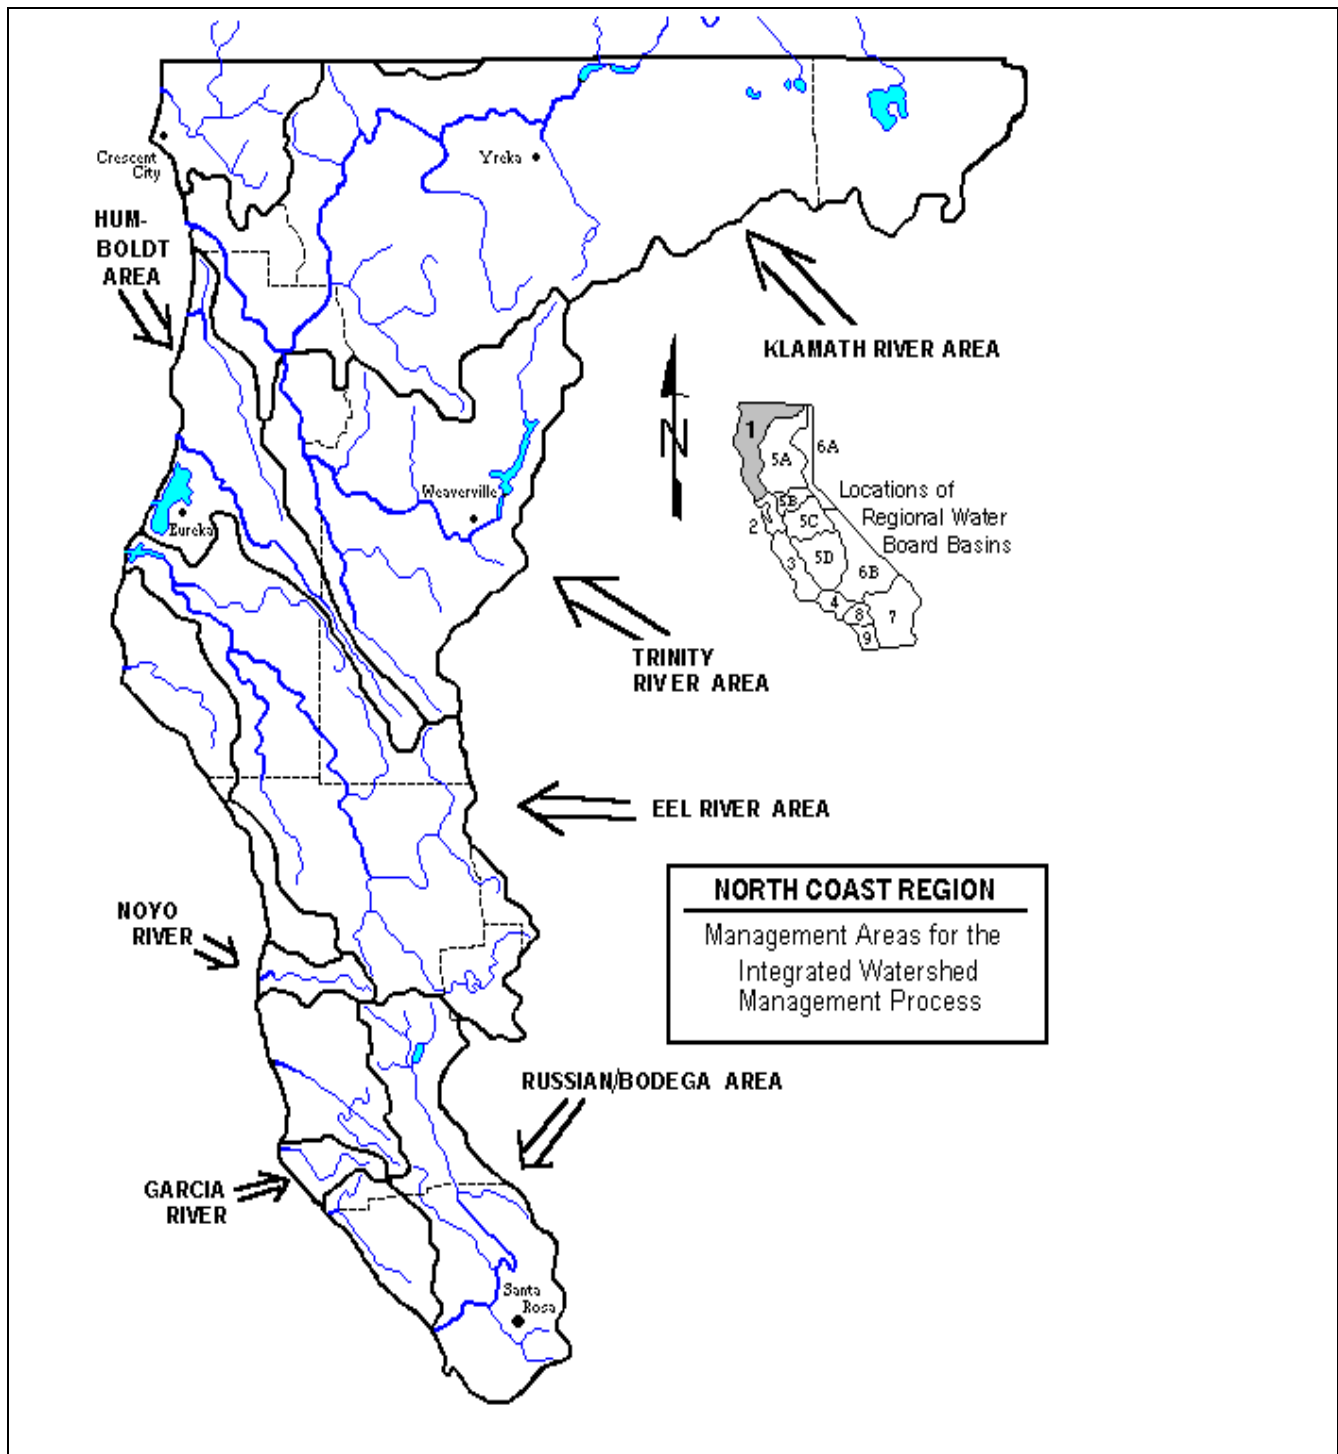 Crescent
City
Yreka
HUM-
BOLDT
AREA
KLAMATH RIVER AREA
N
1
5A
6A
5B
2
5C
3
5D
6B
4
8
7
9
Locations of
Regional Water
Board Basins
Weaverville
Eureka
TRINITY
RIVER AREA
EEL RIVER AREA
NORTH COAST REGION
Management Areas for the
Integrated Watershed
Management Process
NOYO
RIVER
RUSSIAN/BODEGA AREA
GARCIA
RIVER
Santa
Rosa